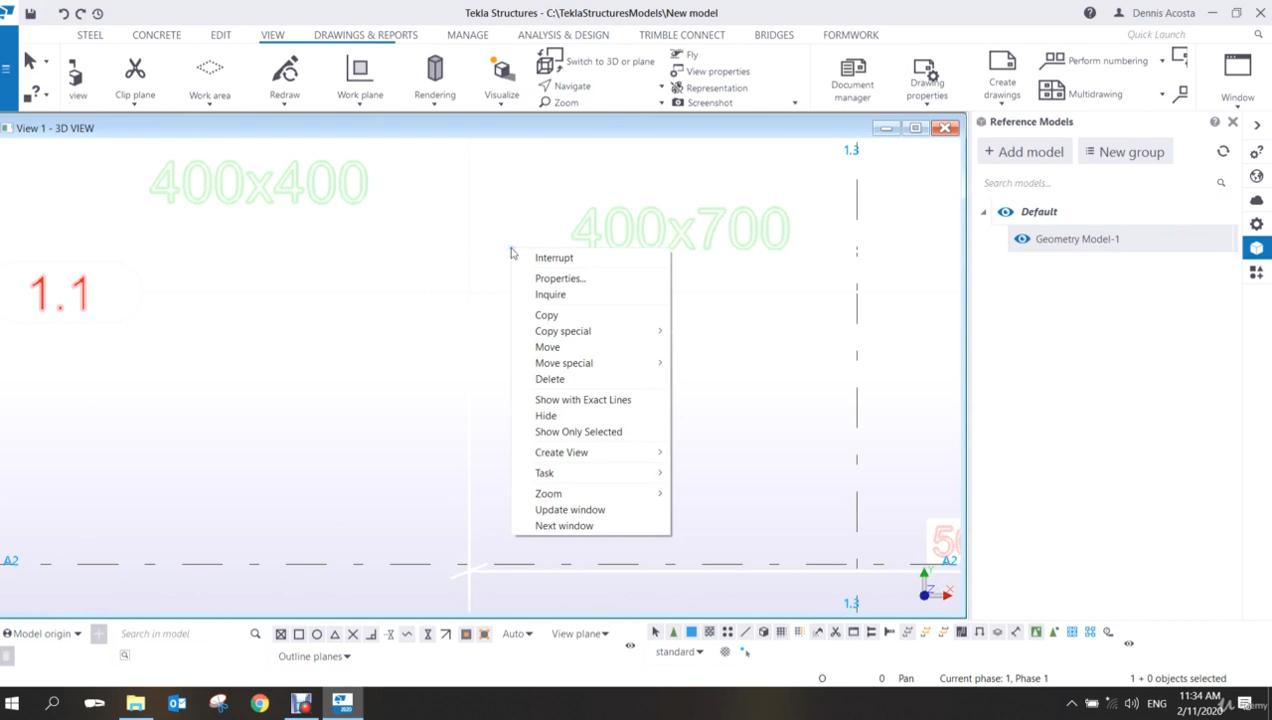 Tekla Structures - C:\TeklaStructuresModels\New model
Dennis Acosta
STEEL CONCRETE EDIT VIEW DRAWINGS & REPORTS MANAGE ANALYSIS & DESIGN TRIMBLE CONNECT BRIDGES FORMWORK
Quick Launch
Switch to 3D or plane
Navigate
Zoom
Fly
View properties
Representation
Screenshot
Perform numbering
Multidrawing
view
Clip plane
Work area
Redraw
Work plane
Rendering
Visualize
Document
manager
Drawing
properties
Create
drawings
Window
View 1 - 3D VIEW
Reference Models
+ Add model
New group
Search models...
Default
Geometry Model-1
1.3
400x400
400x700
1.1
Interrupt
Properties...
Inquire
Copy
Copy special
Move
Move special
Delete
Show with Exact Lines
Hide
Show Only Selected
Create View
Task
Zoom
Update window
Next window
A2
A2
Y
Z
X
1.3
Model origin
Search in model
Auto
View plane
Outline planes
standard
O
0
Pan
Current phase: 1, Phase 1
1 + 0 objects selected
2020
ENG
11:34 AM
2/11/2020